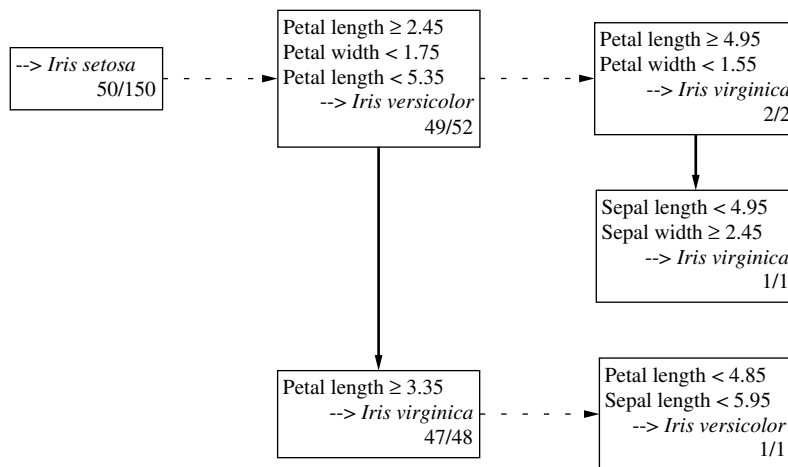 --> Iris setosa
50/150
Petal length ≥ 2.45
Petal width < 1.75
Petal length < 5.35
--> Iris versicolor
49/52
Petal length ≥ 4.95
Petal width < 1.55
--> Iris virginica
2/2
Sepal length < 4.95
Sepal width ≥ 2.45
--> Iris virginica
1/1
Petal length ≥ 3.35
--> Iris virginica
47/48
Petal length < 4.85
Sepal length < 5.95
--> Iris versicolor
1/1